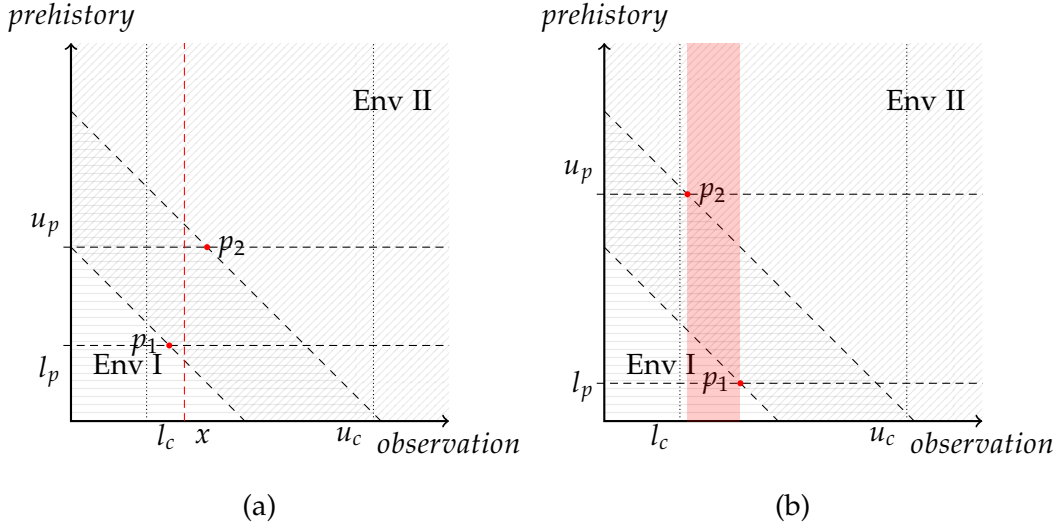 prehistory
Env II
u_p
p_2
p_1
Env I
l_p
l_c
x
u_c
observation
(a)
prehistory
Env II
u_p
p_2
Env I
p_1
l_p
l_c
u_c
observation
(b)